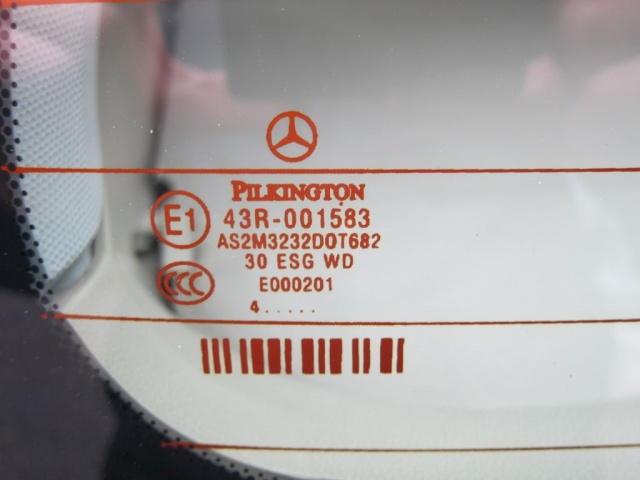 PILKINGTON
E1 43R-001583
AS2M3232DOT682
30 ESG WD
CCC E000201
4.....